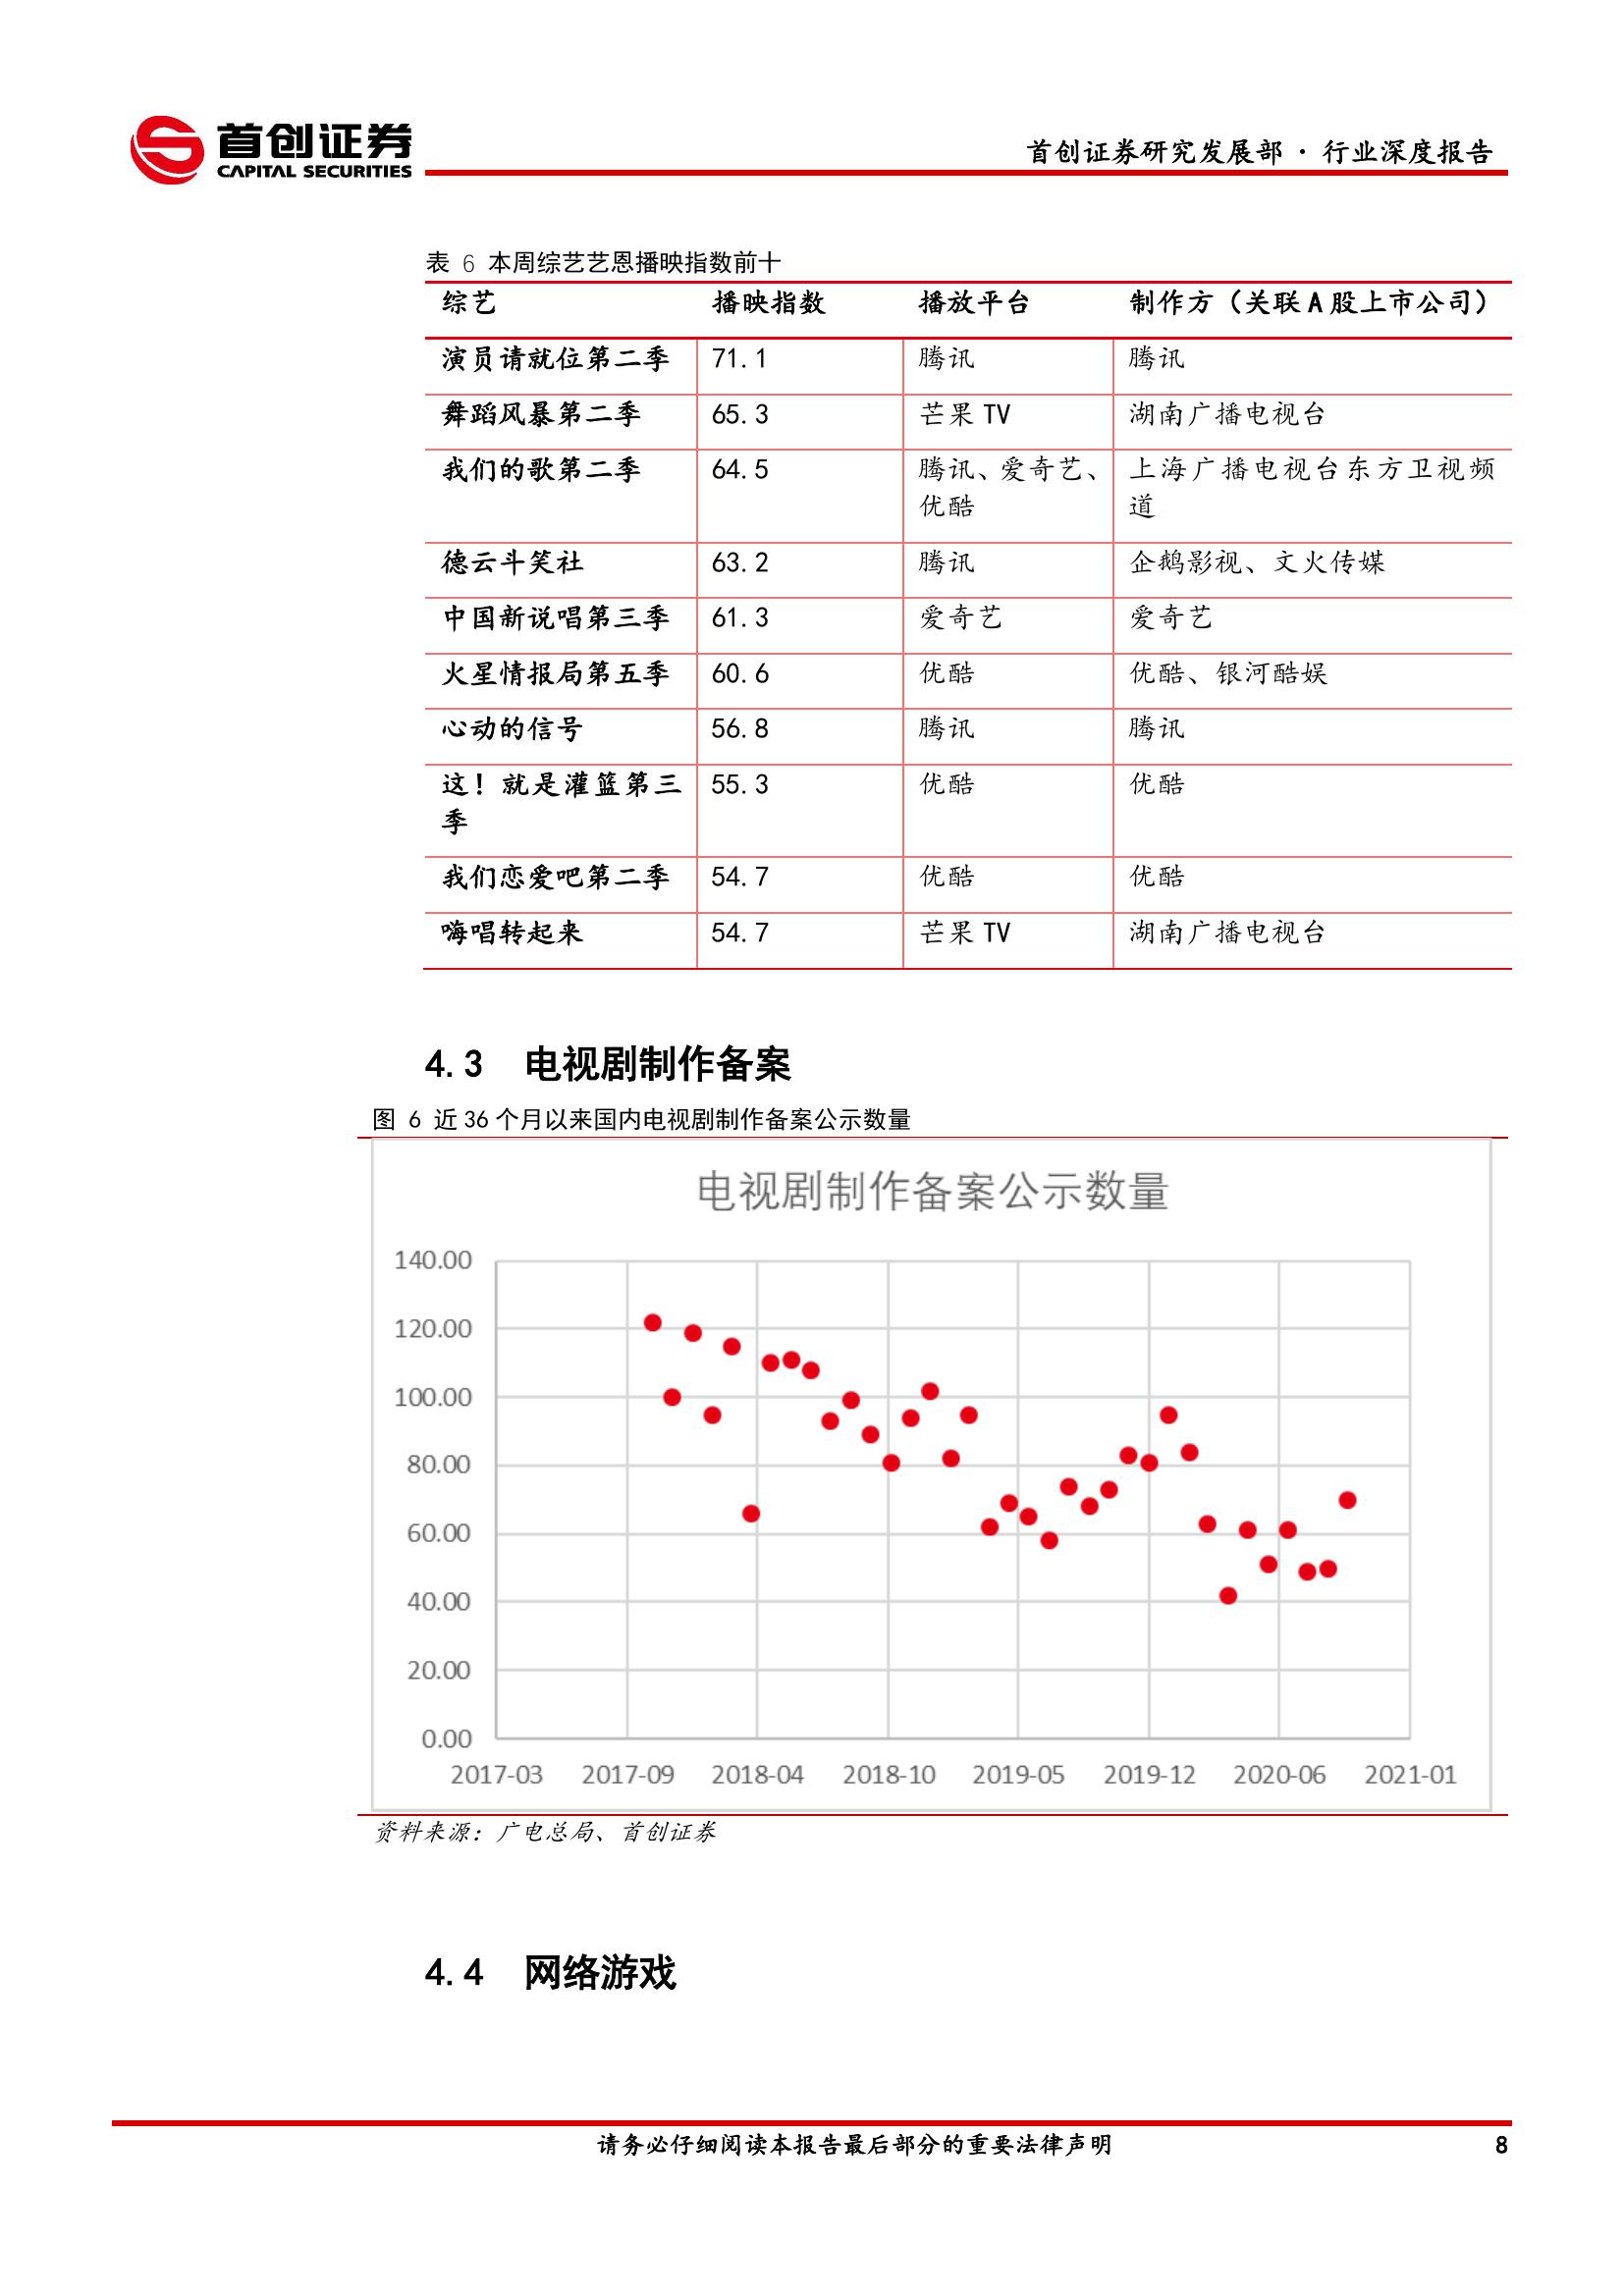 首创证券
CAPITAL SECURITIES
首创证券研究发展部 · 行业深度报告
表 6 本周综艺艺恩播映指数前十
综艺 播映指数 播放平台 制作方（关联 A 股上市公司）
演员请就位第二季 71.1 腾讯 腾讯
舞蹈风暴第二季 65.3 芒果 TV 湖南广播电视台
我们的歌第二季 64.5 腾讯、爱奇艺、 上海广播电视台东方卫视频
优酷 道
德云斗笑社 63.2 腾讯 企鹅影视、文火传媒
中国新说唱第三季 61.3 爱奇艺 爱奇艺
火星情报局第五季 60.6 优酷 优酷、银河酷娱
心动的信号 56.8 腾讯 腾讯
这！就是灌篮第三 55.3 优酷 优酷
季
我们恋爱吧第二季 54.7 优酷 优酷
嗨唱转起来 54.7 芒果 TV 湖南广播电视台
4.3 电视剧制作备案
图 6 近 36 个月以来国内电视剧制作备案公示数量
电视剧制作备案公示数量
140.00
120.00
100.00
80.00
60.00
40.00
20.00
0.00
2017-03 2017-09 2018-04 2018-10 2019-05 2019-12 2020-06 2021-01
资料来源：广电总局、首创证券
4.4 网络游戏
请务必仔细阅读本报告最后部分的重要法律声明 8